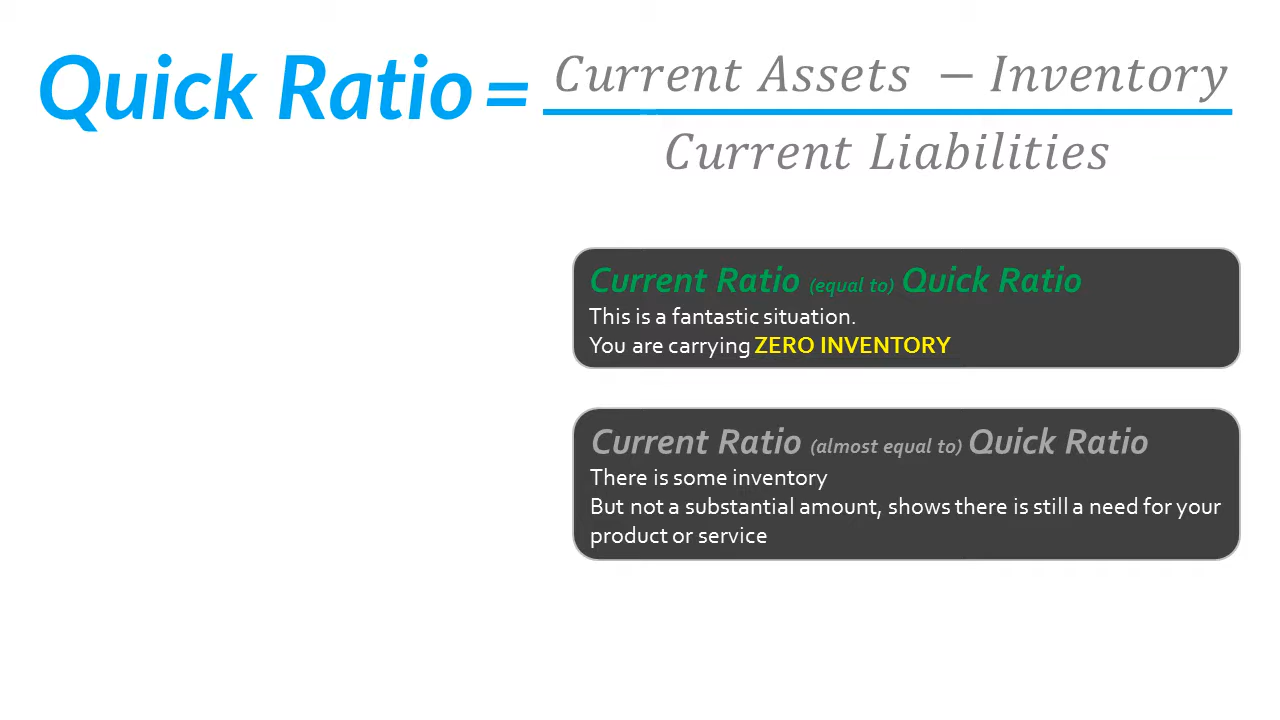 Quick Ratio = Current Assets − Inventory
Current Liabilities
Current Ratio (equal to) Quick Ratio
This is a fantastic situation.
You are carrying ZERO INVENTORY
Current Ratio (almost equal to) Quick Ratio
There is some inventory
But not a substantial amount, shows there is still a need for your
product or service